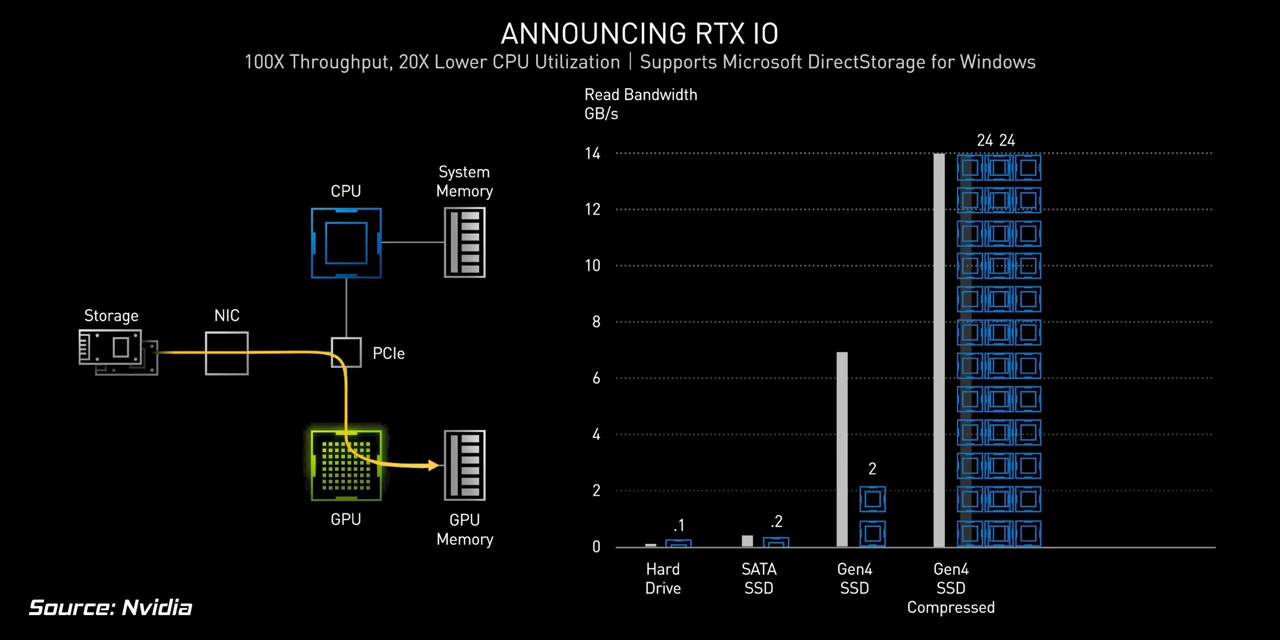 ANNOUNCING RTX IO
100X Throughput, 20X Lower CPU Utilization | Supports Microsoft DirectStorage for Windows
CPU
System
Memory
Storage
NIC
PCIe
GPU
GPU
Memory
Read Bandwidth
GB/s
14
12
10
8
6
4
2
0
.1
.2
2
24 24
Hard
Drive
SATA
SSD
Gen4
SSD
Gen4
SSD
Compressed
Source: Nvidia